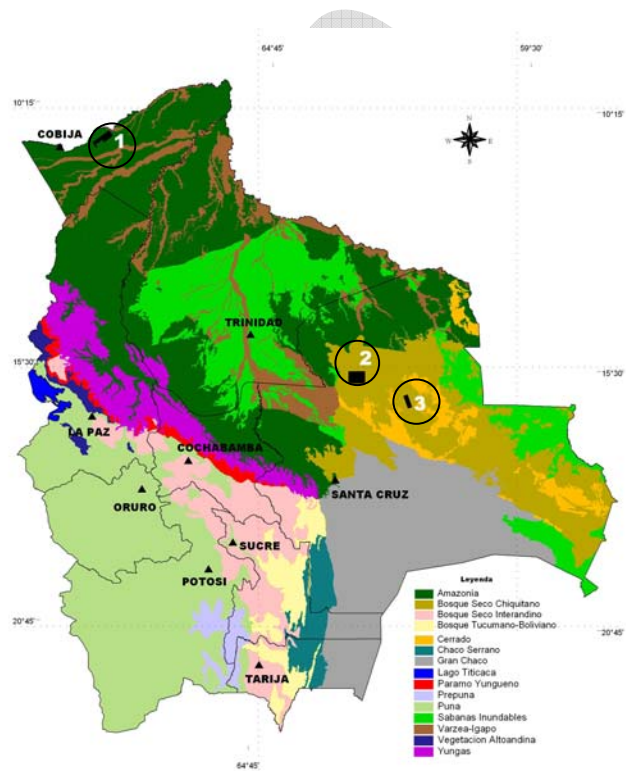 64°45' 59°30'
10°15' 10°15'
COBIJA
1
N
W E
S
TRINIDAD
2
15°30' 15°30'
3
LA PAZ
COCHABAMBA
SANTA CRUZ
ORURO
SUCRE
POTOSI
Leyenda
Amazonia
Bosque Seco Chiquitano
Bosque Seco Interandino
Bosque Tucumano-Boliviano
20°45' 20°45'
Cerrado
Chaco Serrano
Gran Chaco
Lago Titicaca
TARIJA
Paramo Yungueno
Prepuna
Puna
Sabanas Inundables
Varzea-Igapo
Vegetacion Altoandina
Yungas
64°45'